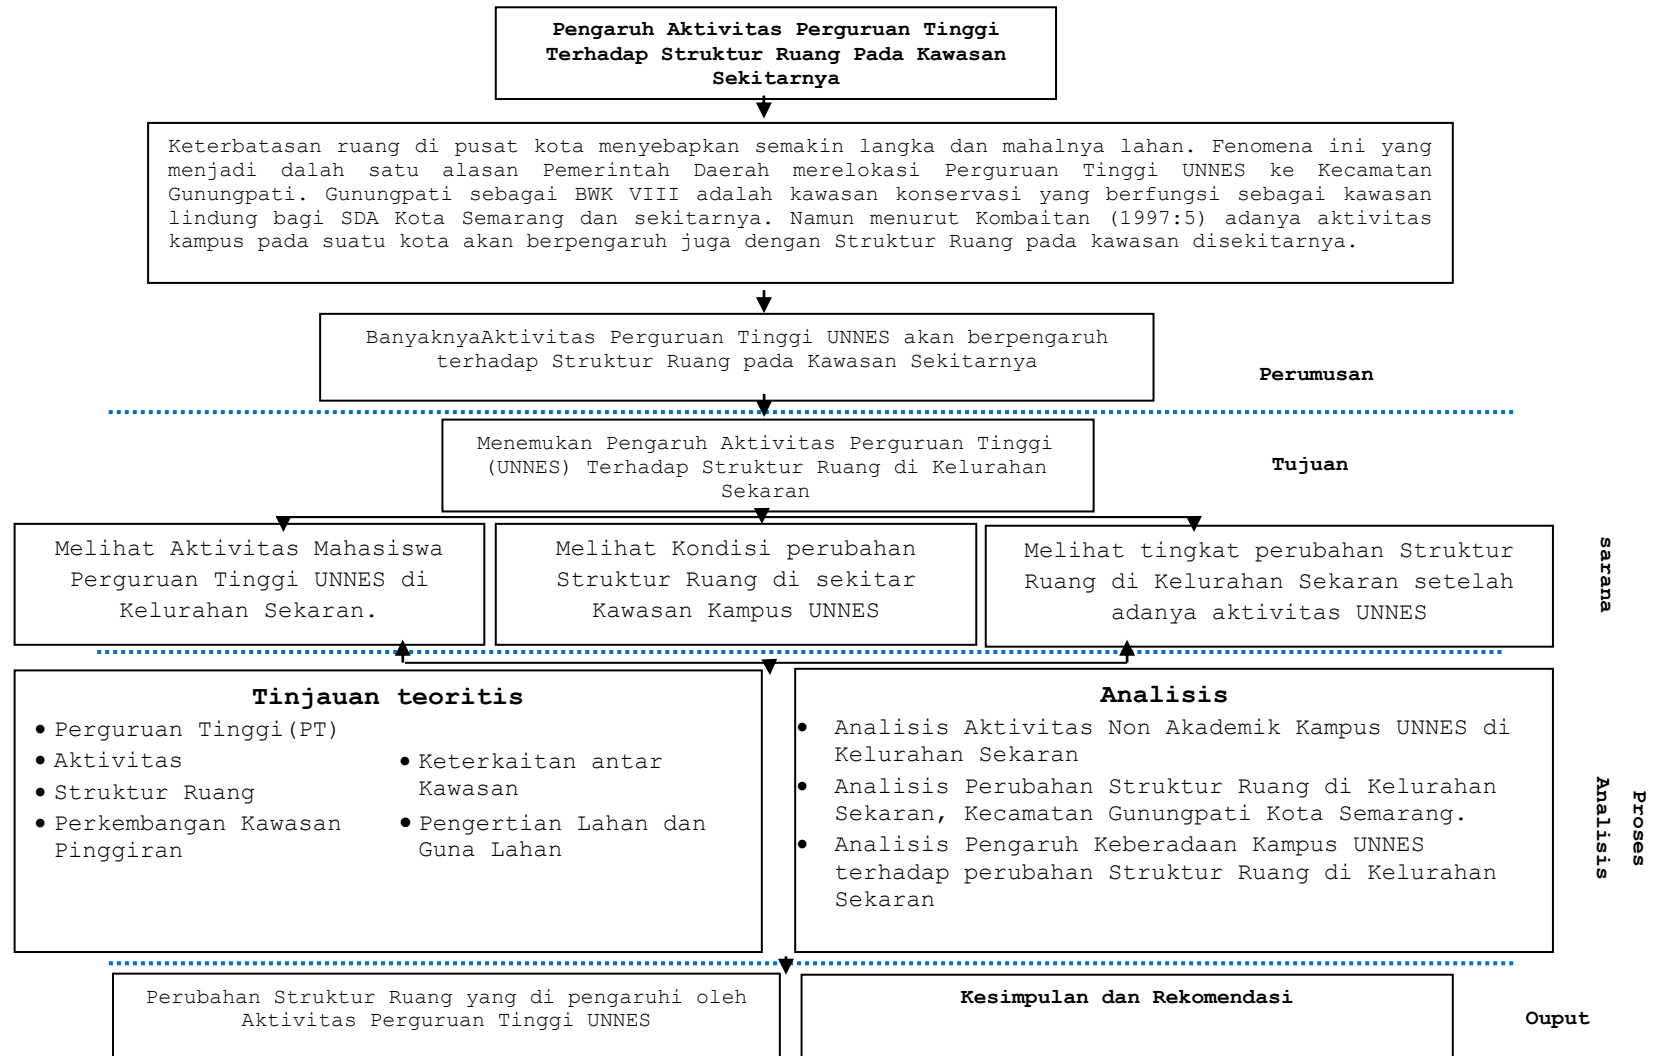 Pengaruh Aktivitas Perguruan Tinggi
Terhadap Struktur Ruang Pada Kawasan
Sekitarnya
Keterbatasan ruang di pusat kota menyebapkan semakin langka dan mahalnya lahan. Fenomena ini yang
menjadi dalah satu alasan Pemerintah Daerah merelokasi Perguruan Tinggi UNNES ke Kecamatan
Gunungpati. Gunungpati sebagai BWK VIII adalah kawasan konservasi yang berfungsi sebagai kawasan
lindung bagi SDA Kota Semarang dan sekitarnya. Namun menurut Kombaitan (1997:5) adanya aktivitas
kampus pada suatu kota akan berpengaruh juga dengan Struktur Ruang pada kawasan disekitarnya.
BanyaknyaAktivitas Perguruan Tinggi UNNES akan berpengaruh
terhadap Struktur Ruang pada Kawasan Sekitarnya
Perumusan
Menemukan Pengaruh Aktivitas Perguruan Tinggi
(UNNES) Terhadap Struktur Ruang di Kelurahan
Sekaran
Tujuan
Melihat Aktivitas Mahasiswa
Perguruan Tinggi UNNES di
Kelurahan Sekaran.
Melihat Kondisi perubahan
Struktur Ruang di sekitar
Kawasan Kampus UNNES
Melihat tingkat perubahan Struktur
Ruang di Kelurahan Sekaran setelah
adanya aktivitas UNNES
sarana
Tinjauan teoritis
• Perguruan Tinggi(PT)
• Aktivitas
• Struktur Ruang
• Perkembangan Kawasan
Pinggiran
• Keterkaitan antar
Kawasan
• Pengertian Lahan dan
Guna Lahan
Analisis
• Analisis Aktivitas Non Akademik Kampus UNNES di
Kelurahan Sekaran
• Analisis Perubahan Struktur Ruang di Kelurahan
Sekaran, Kecamatan Gunungpati Kota Semarang.
• Analisis Pengaruh Keberadaan Kampus UNNES
terhadap perubahan Struktur Ruang di Kelurahan
Sekaran
Proses
Analisis
Perubahan Struktur Ruang yang di pengaruhi oleh
Aktivitas Perguruan Tinggi UNNES
Kesimpulan dan Rekomendasi
Ouput